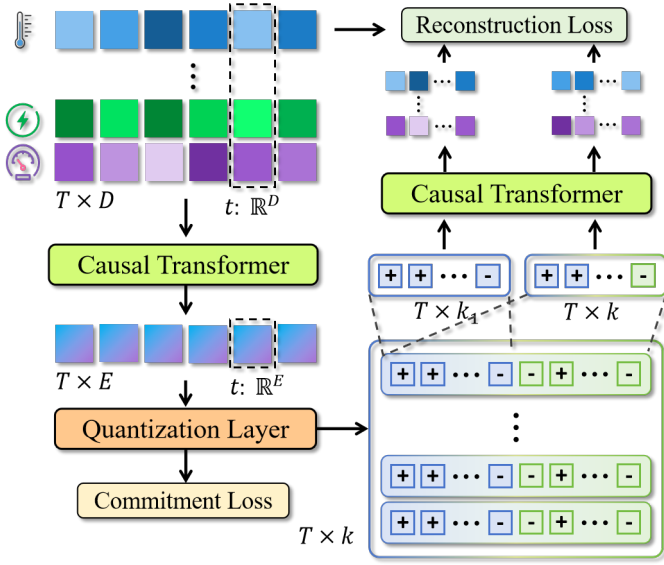 Reconstruction Loss
T × D
t: ℝ^D
Causal Transformer
Causal Transformer
+ + ... -
+ + ... -
T × k_1
T × k
T × E
t: ℝ^E
+ + ... - - + ... -
Quantization Layer
+ + ... - - + ... -
Commitment Loss
+ + ... - - + ... -
T × k